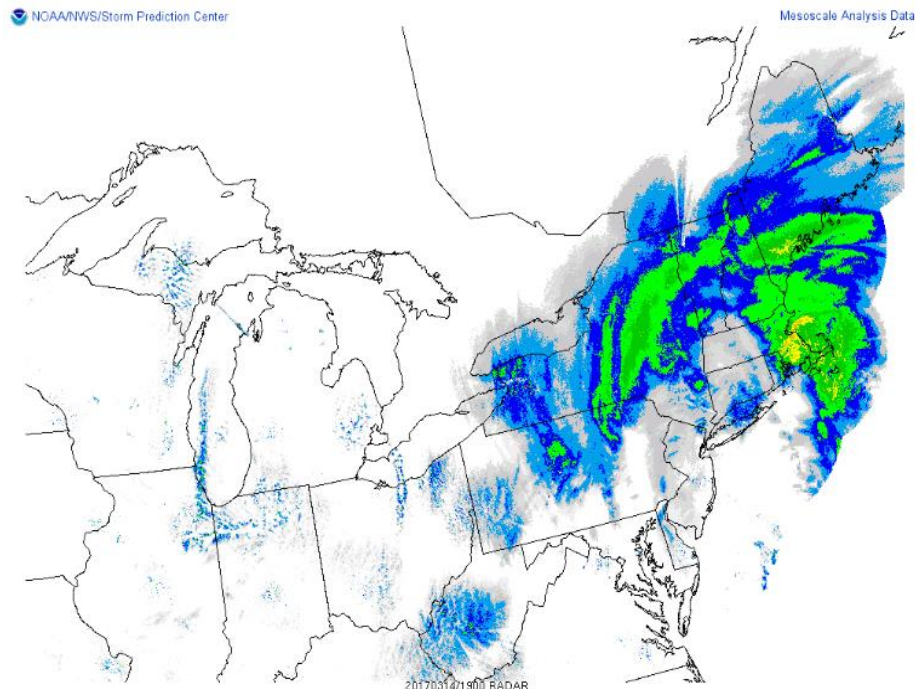 NOAA/NWS/Storm Prediction Center
Mesoscale Analysis Data
20170314/1900 RADAR